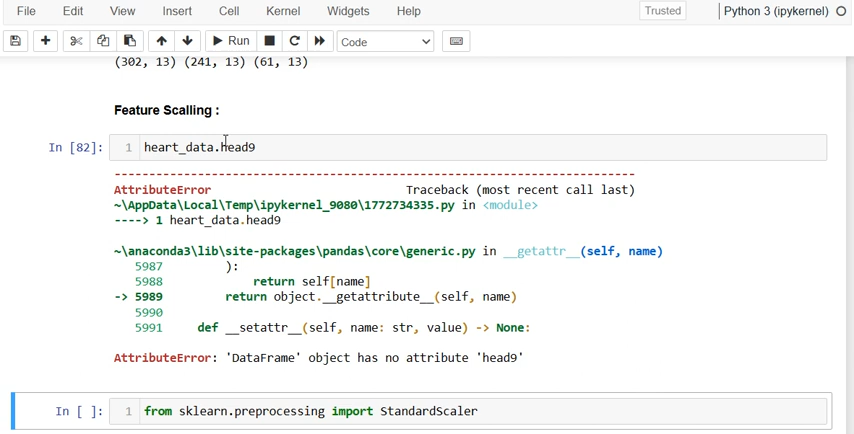 File Edit View Insert Cell Kernel Widgets Help Trusted Python 3 (ipykernel)
Run Code
(302, 13) (241, 13) (61, 13)
Feature Scalling :
In [82]: 1 heart_data.head9
---------------------------------------------------------------------------
AttributeError Traceback (most recent call last)
~\AppData\Local\Temp\ipykernel_9080\1772734335.py in <module>
----> 1 heart_data.head9
~\anaconda3\lib\site-packages\pandas\core\generic.py in __getattr__(self, name)
5987 ):
5988 return self[name]
-> 5989 return object.__getattribute__(self, name)
5990
5991 def __setattr__(self, name: str, value) -> None:
AttributeError: 'DataFrame' object has no attribute 'head9'
In [ ]: 1 from sklearn.preprocessing import StandardScaler